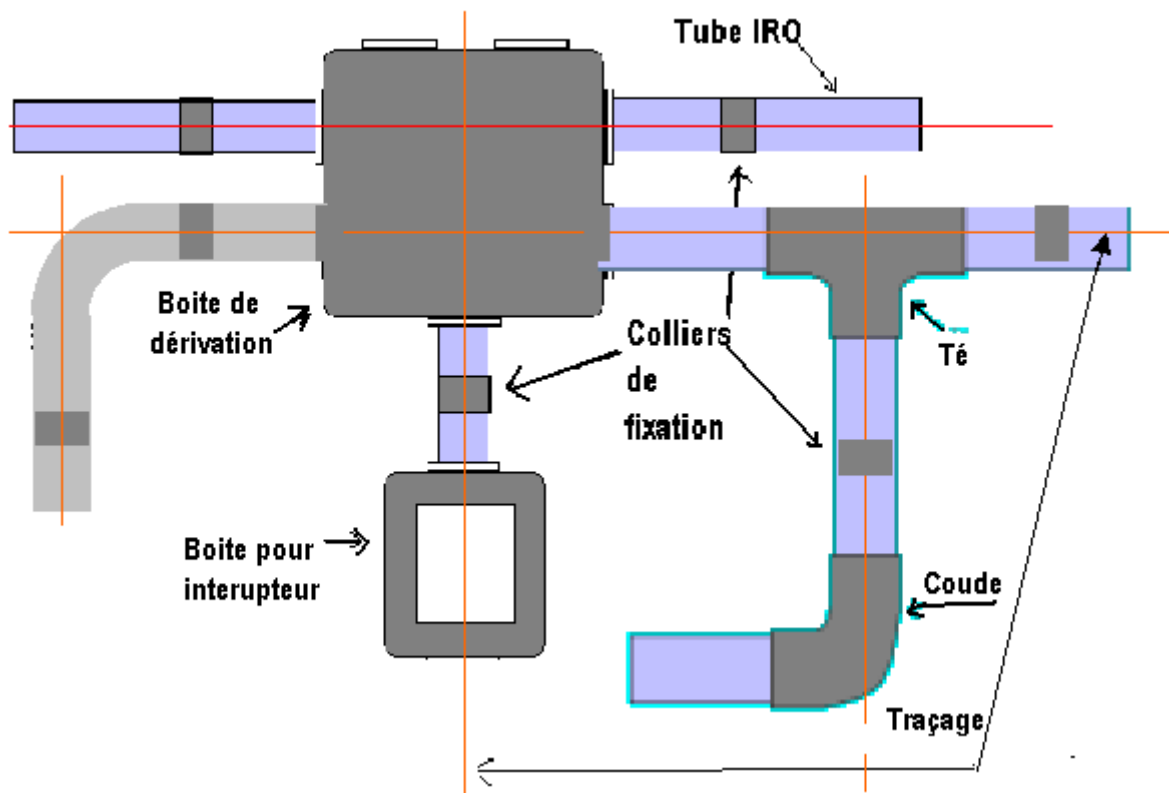 Tube IRO
Boite de
dérivation
Colliers
de
fixation
Té
Boite pour
interupteur
Coude
Traçage